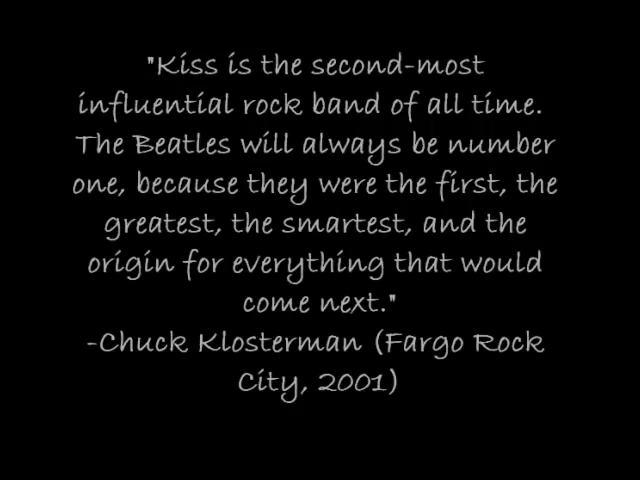 "Kiss is the second-most
influential rock band of all time.
The Beatles will always be number
one, because they were the first, the
greatest, the smartest, and the
origin for everything that would
come next."
-Chuck Klosterman (Fargo Rock
City, 2001)